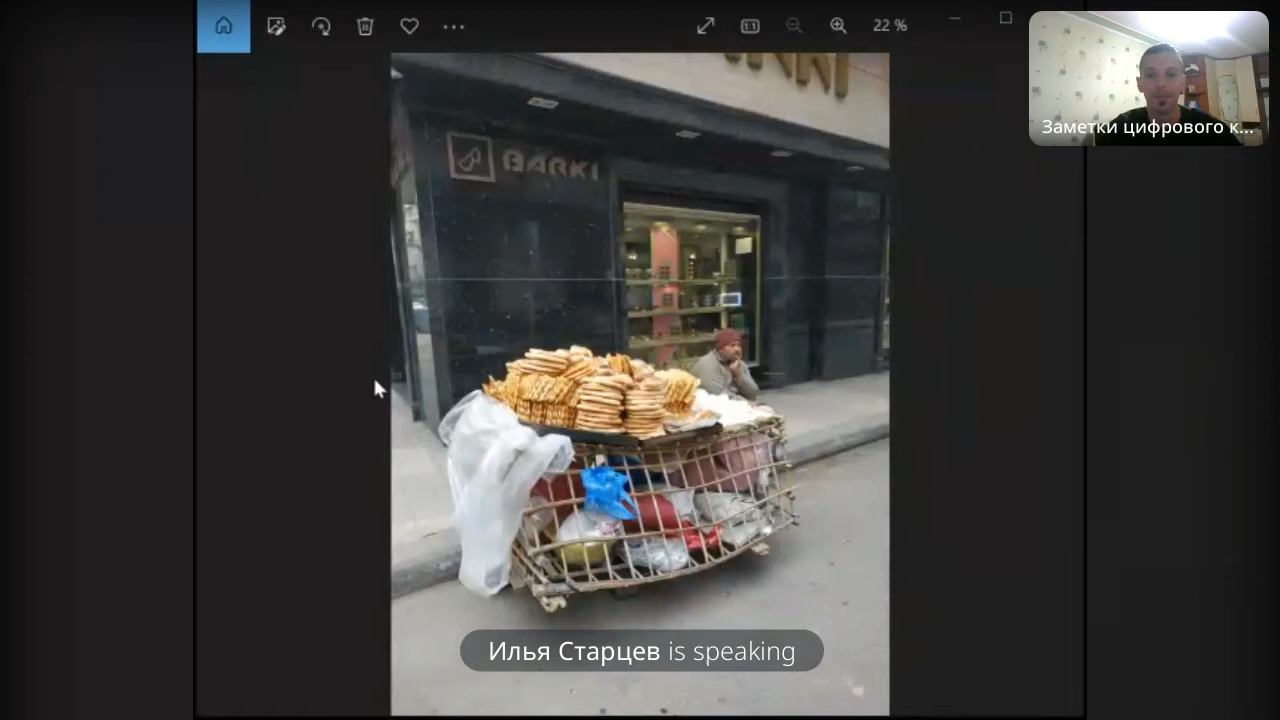 22 %
Заметки цифрового к...
BARKI
Илья Старцев is speaking